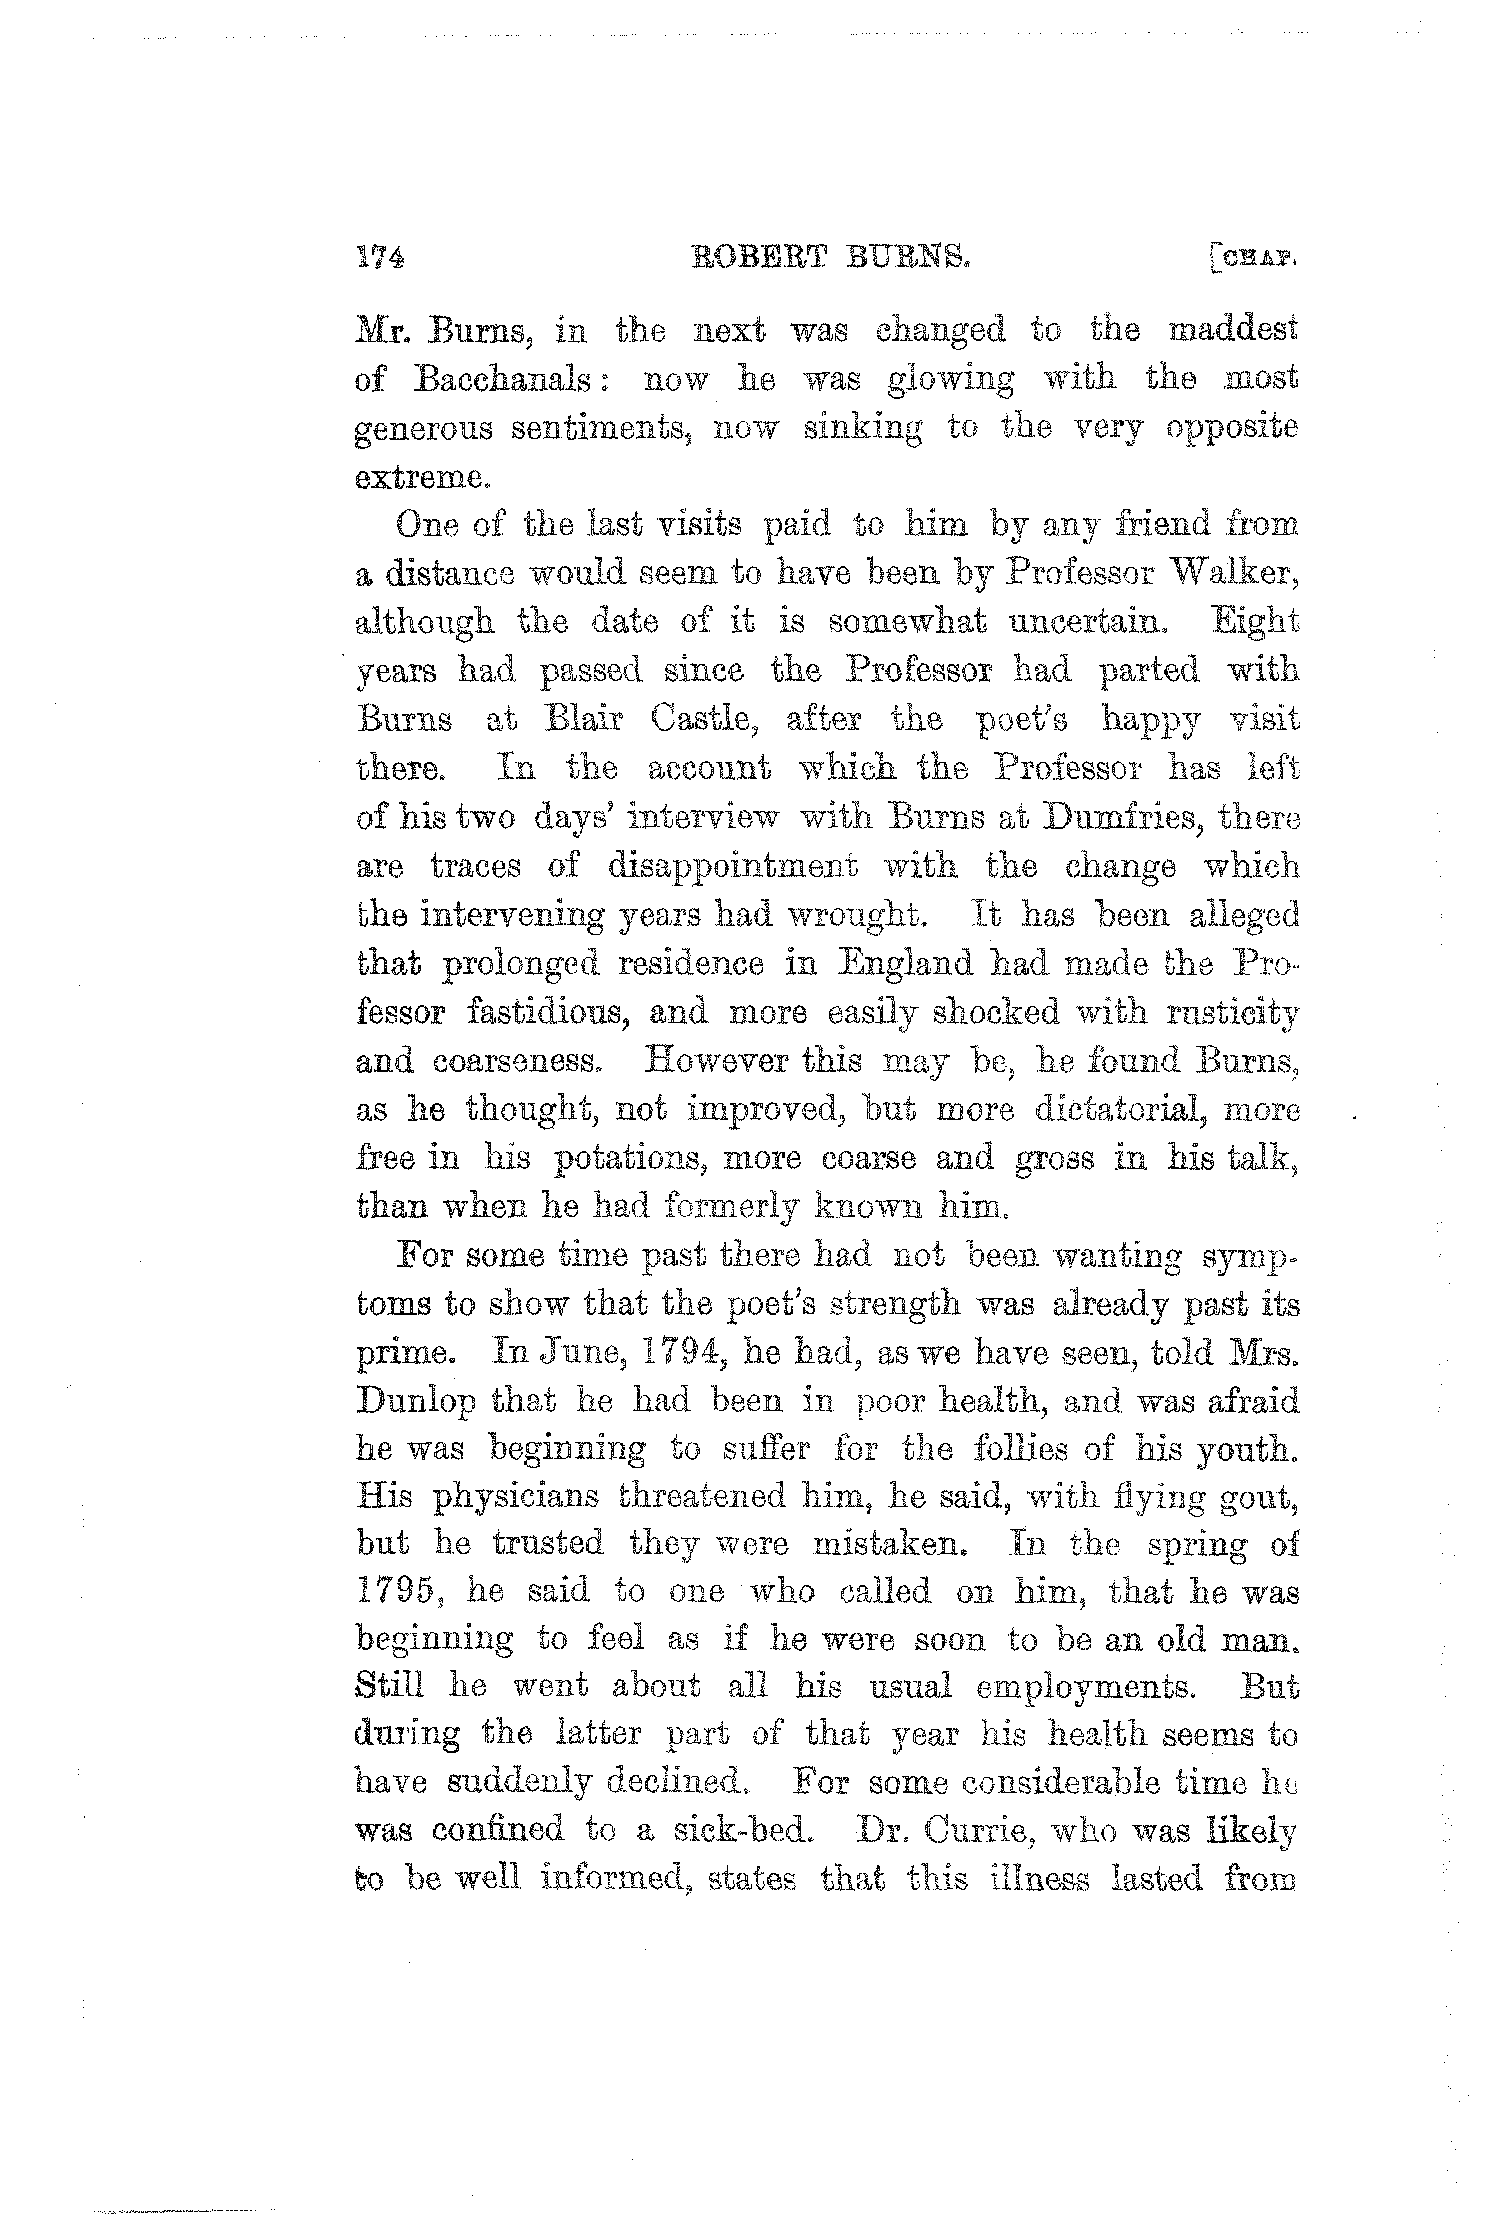 174 ROBERT BURNS. [CHAP.
Mr. Burns, in the next was changed to the maddest
of Bacchanals: now he was glowing with the most
generous sentiments, now sinking to the very opposite
extreme.
One of the last visits paid to him by any friend from
a distance would seem to have been by Professor Walker,
although the date of it is somewhat uncertain. Eight
years had passed since the Professor had parted with
Burns at Blair Castle, after the poet's happy visit
there. In the account which the Professor has left
of his two days' interview with Burns at Dumfries, there
are traces of disappointment with the change which
the intervening years had wrought. It has been alleged
that prolonged residence in England had made the Pro-
fessor fastidious, and more easily shocked with rusticity
and coarseness. However this may be, he found Burns,
as he thought, not improved, but more dictatorial, more
free in his potations, more coarse and gross in his talk,
than when he had formerly known him.
For some time past there had not been wanting symp-
toms to show that the poet's strength was already past its
prime. In June, 1794, he had, as we have seen, told Mrs.
Dunlop that he had been in poor health, and was afraid
he was beginning to suffer for the follies of his youth.
His physicians threatened him, he said, with flying gout,
but he trusted they were mistaken. In the spring of
1795, he said to one who called on him, that he was
beginning to feel as if he were soon to be an old man.
Still he went about all his usual employments. But
during the latter part of that year his health seems to
have suddenly declined. For some considerable time he
was confined to a sick-bed. Dr. Currie, who was likely
to be well informed, states that this illness lasted from